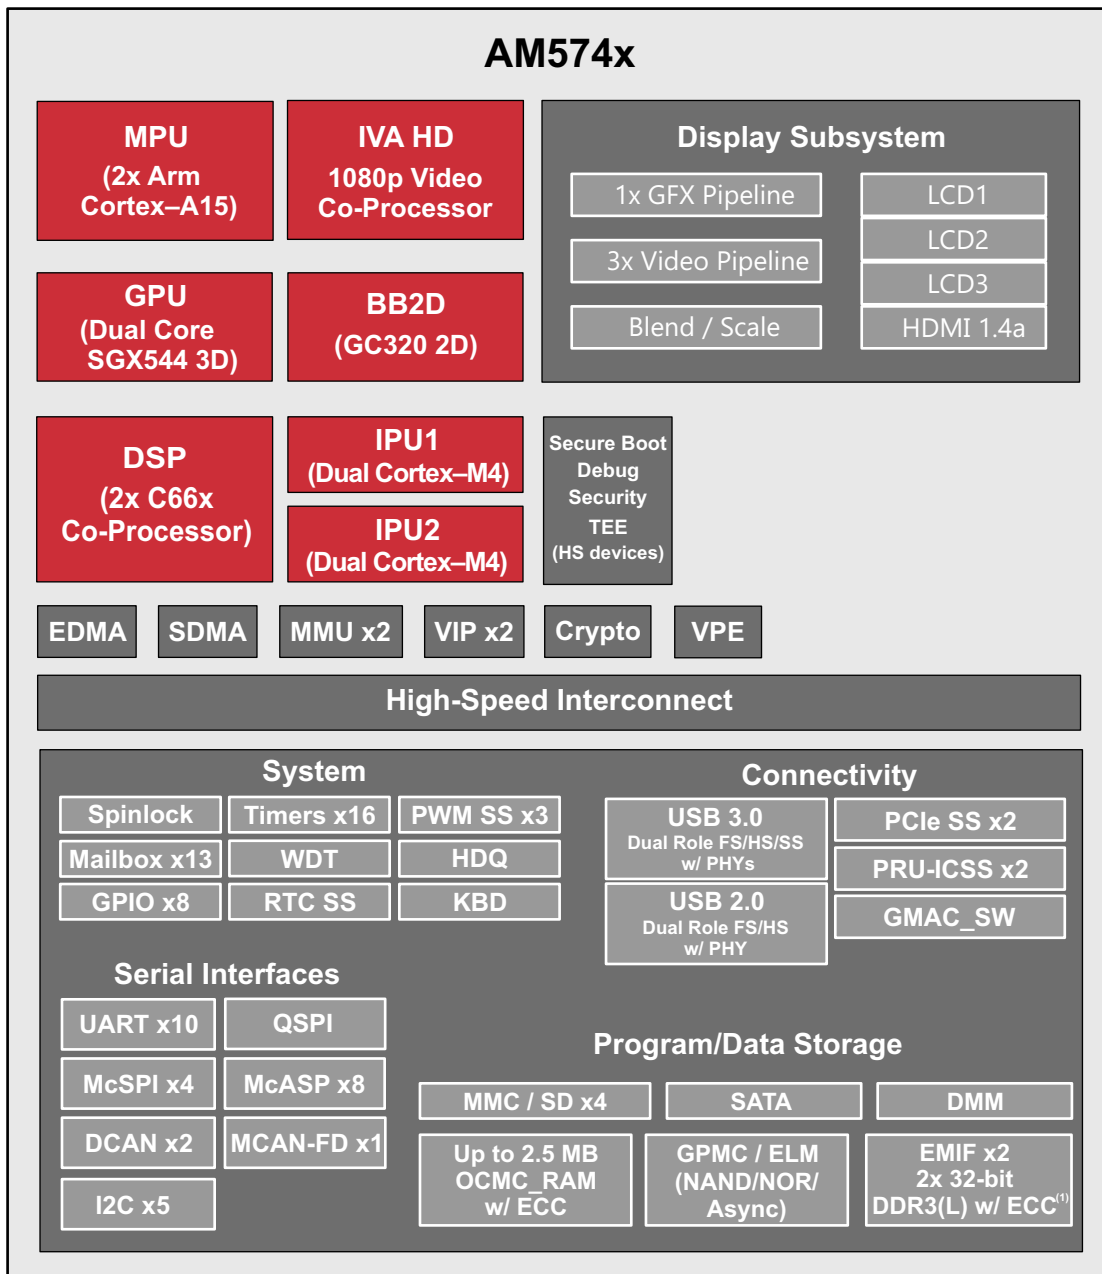 AM574x
MPU
(2x Arm
Cortex–A15)
IVA HD
1080p Video
Co-Processor
Display Subsystem
1x GFX Pipeline
3x Video Pipeline
Blend / Scale
LCD1
LCD2
LCD3
HDMI 1.4a
GPU
(Dual Core
SGX544 3D)
BB2D
(GC320 2D)
DSP
(2x C66x
Co-Processor)
IPU1
(Dual Cortex–M4)
IPU2
(Dual Cortex–M4)
Secure Boot
Debug
Security
TEE
(HS devices)
EDMA
SDMA
MMU x2
VIP x2
Crypto
VPE
High-Speed Interconnect
System
Spinlock
Timers x16
PWM SS x3
Mailbox x13
WDT
HDQ
GPIO x8
RTC SS
KBD
Connectivity
USB 3.0
Dual Role FS/HS/SS
w/ PHYs
USB 2.0
Dual Role FS/HS
w/ PHY
PCIe SS x2
PRU-ICSS x2
GMAC_SW
Serial Interfaces
UART x10
QSPI
McSPI x4
McASP x8
DCAN x2
MCAN-FD x1
I2C x5
Program/Data Storage
MMC / SD x4
SATA
DMM
Up to 2.5 MB
OCMC_RAM
w/ ECC
GPMC / ELM
(NAND/NOR/
Async)
EMIF x2
2x 32-bit
DDR3(L) w/ ECC(1)